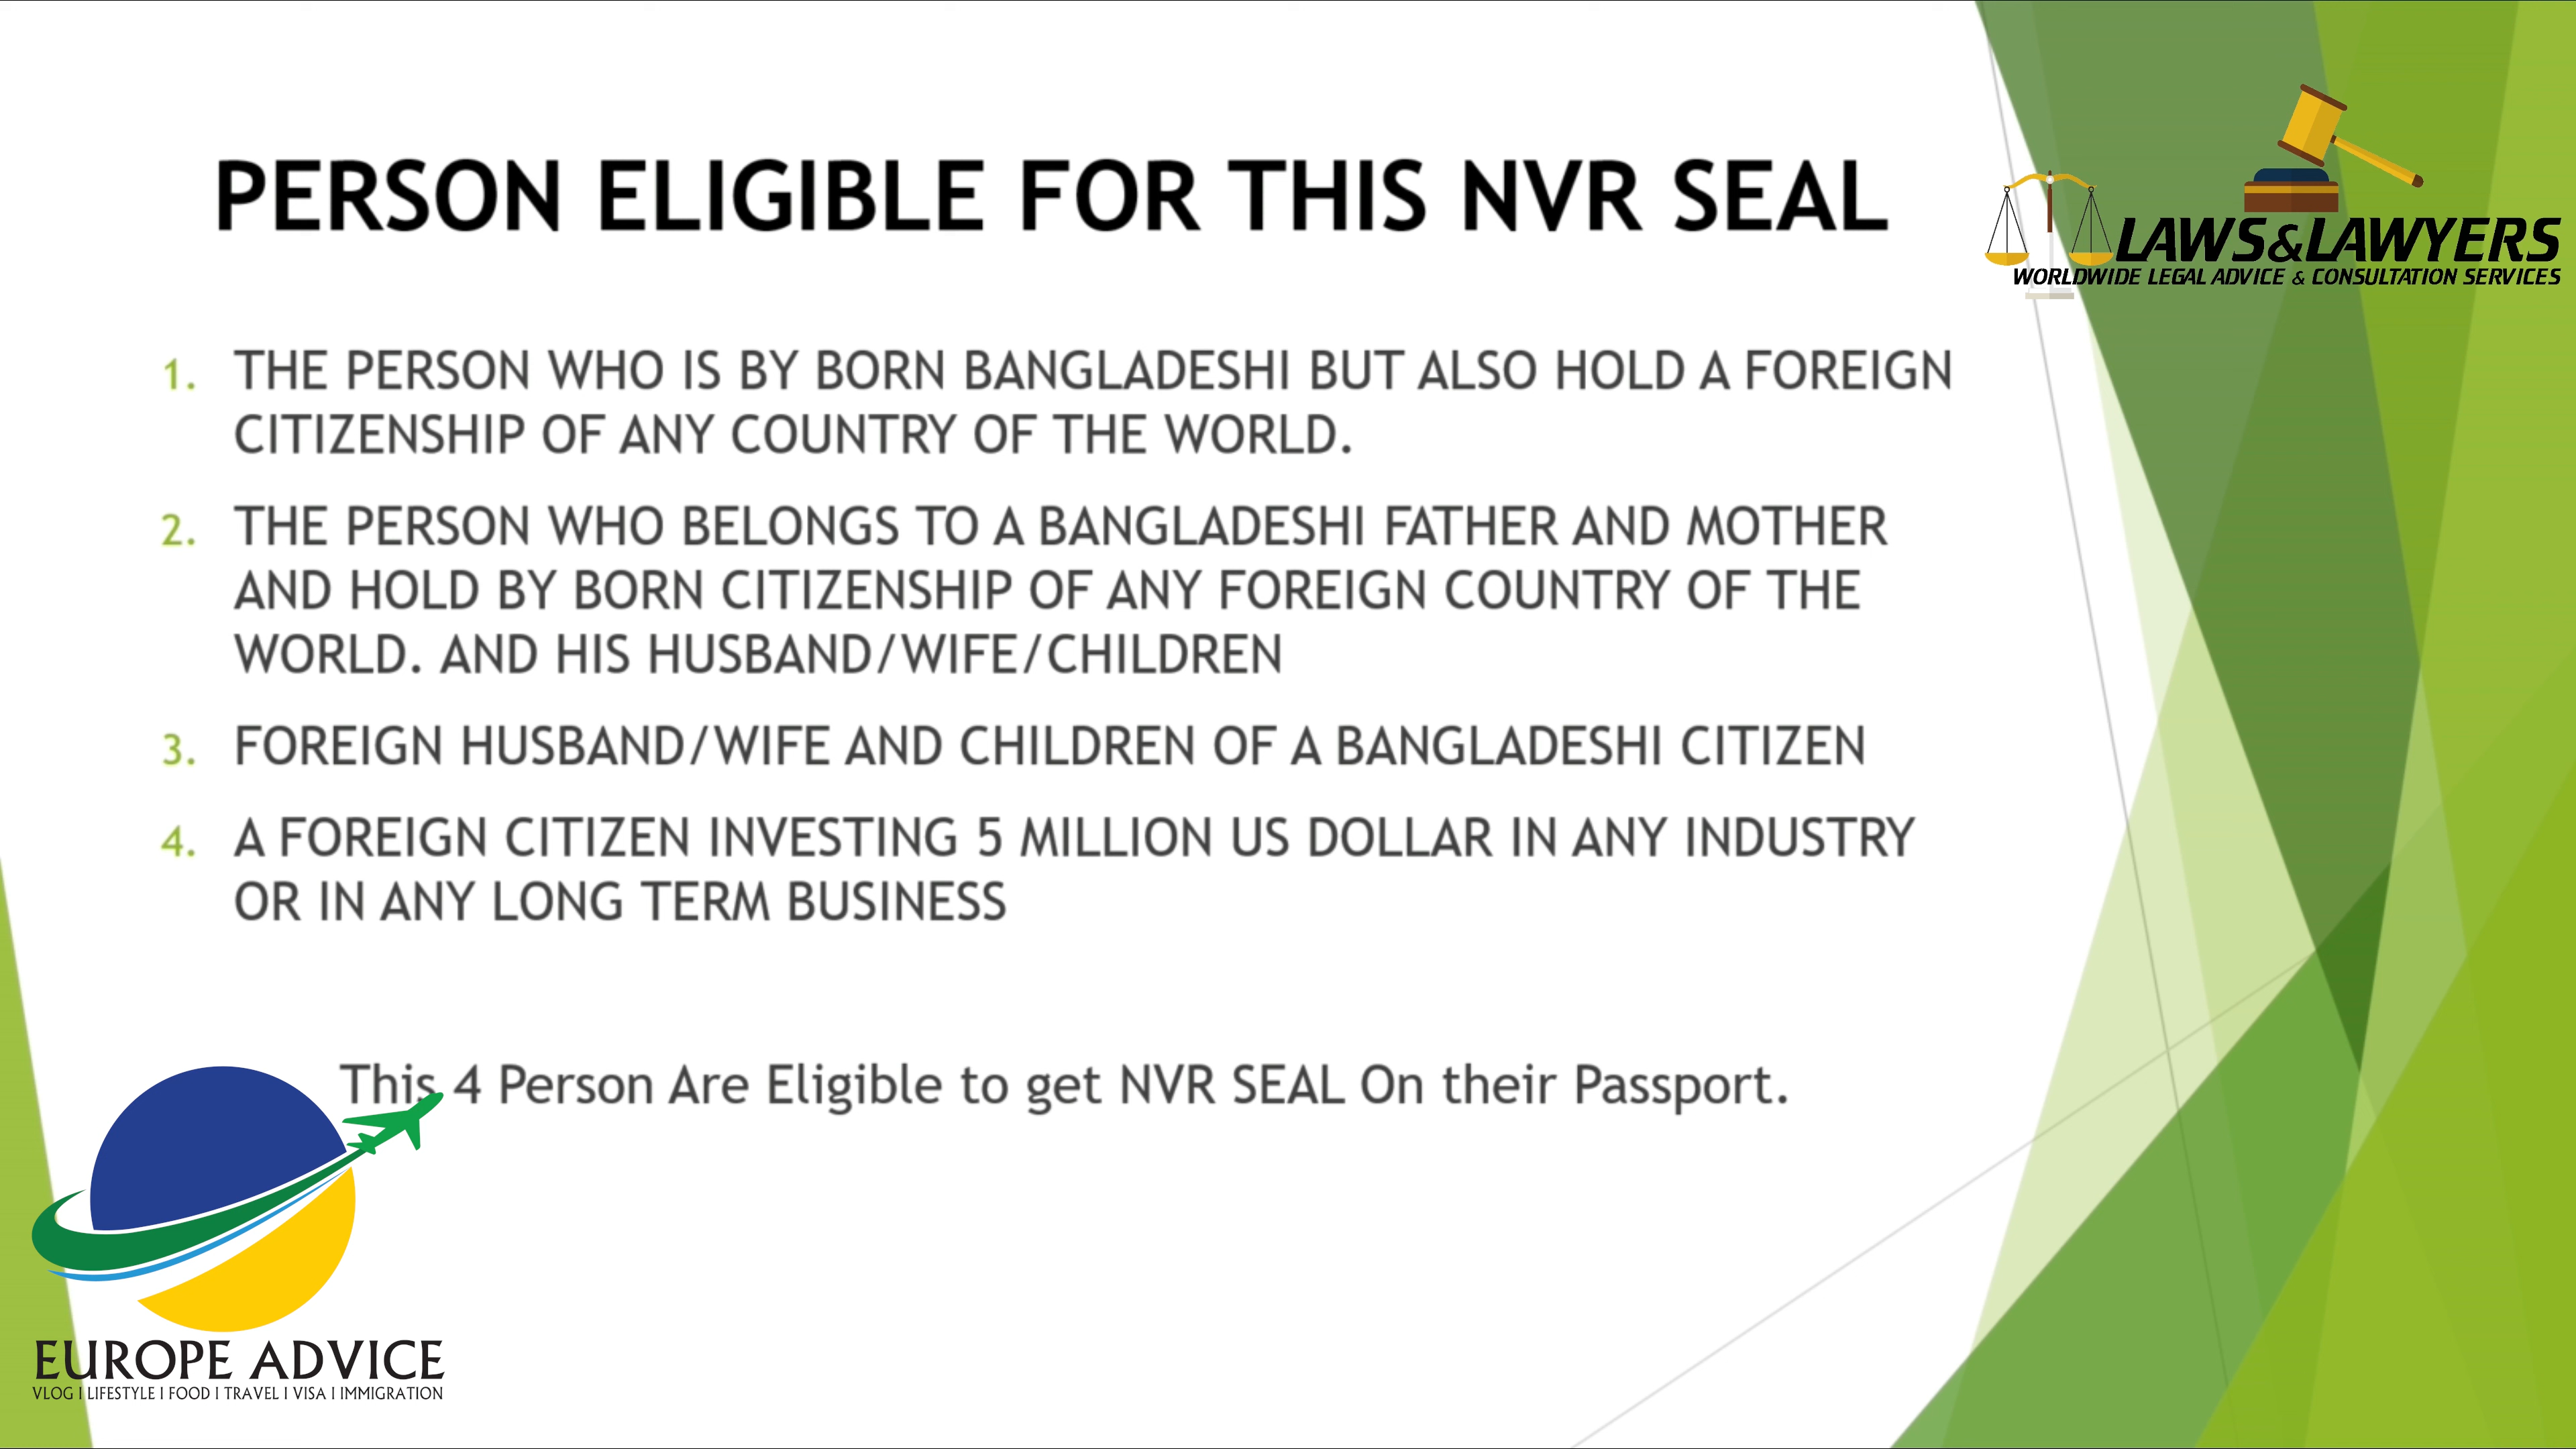 PERSON ELIGIBLE FOR THIS NVR SEAL
LAWS&LAWYERS
WORLDWIDE LEGAL ADVICE & CONSULTATION SERVICES
1. THE PERSON WHO IS BY BORN BANGLADESHI BUT ALSO HOLD A FOREIGN
CITIZENSHIP OF ANY COUNTRY OF THE WORLD.
2. THE PERSON WHO BELONGS TO A BANGLADESHI FATHER AND MOTHER
AND HOLD BY BORN CITIZENSHIP OF ANY FOREIGN COUNTRY OF THE
WORLD. AND HIS HUSBAND/WIFE/CHILDREN
3. FOREIGN HUSBAND/WIFE AND CHILDREN OF A BANGLADESHI CITIZEN
4. A FOREIGN CITIZEN INVESTING 5 MILLION US DOLLAR IN ANY INDUSTRY
OR IN ANY LONG TERM BUSINESS
This 4 Person Are Eligible to get NVR SEAL On their Passport.
EUROPE ADVICE
VLOG | LIFESTYLE | FOOD | TRAVEL | VISA | IMMIGRATION